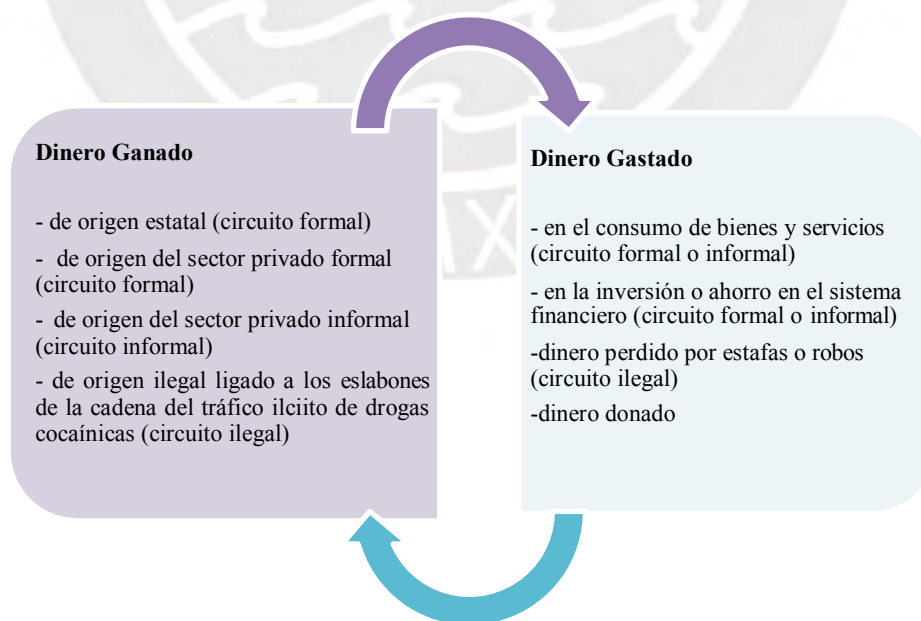 Dinero Ganado
- de origen estatal (circuito formal)
- de origen del sector privado formal
(circuito formal)
- de origen del sector privado informal
(circuito informal)
- de origen ilegal ligado a los eslabones
de la cadena del tráfico ilciito de drogas
cocaínicas (circuito ilegal)
Dinero Gastado
- en el consumo de bienes y servicios
(circuito formal o informal)
- en la inversión o ahorro en el sistema
financiero (circuito formal o informal)
-dinero perdido por estafas o robos
(circuito ilegal)
-dinero donado